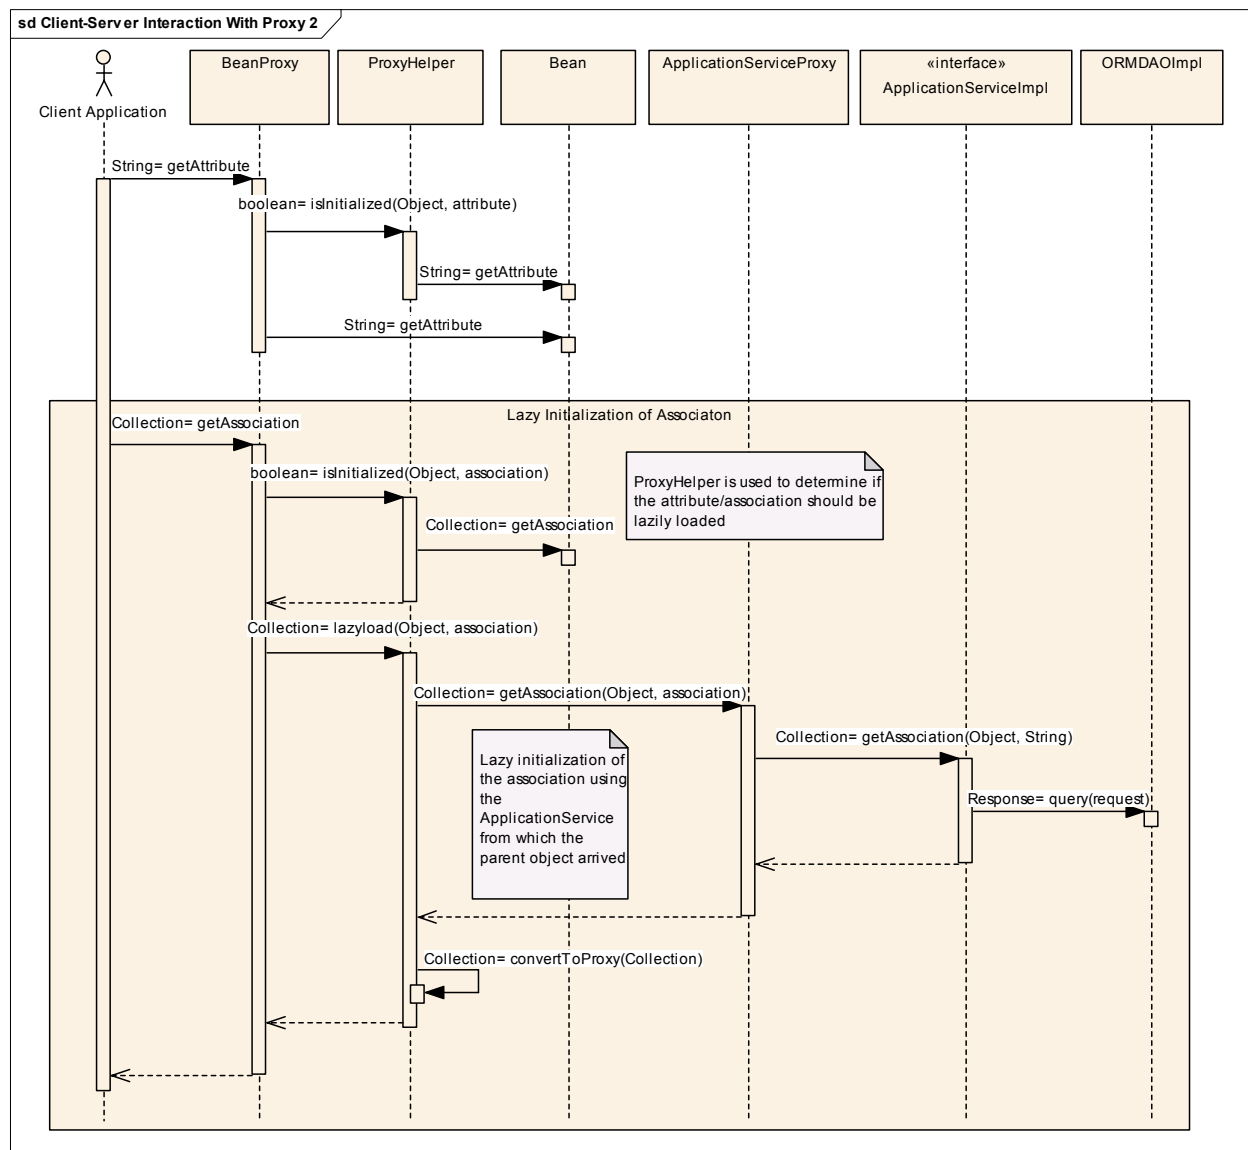 sd Client-Server Interaction With Proxy 2
Client Application
BeanProxy
ProxyHelper
Bean
ApplicationServiceProxy
«interface»
ApplicationServiceImpl
ORMDAOImpl
String= getAttribute
boolean= isInitialized(Object, attribute)
String= getAttribute
String= getAttribute
Lazy Initialization of Associaton
Collection= getAssociation
boolean= isInitialized(Object, association)
ProxyHelper is used to determine if
the attribute/association should be
lazily loaded
Collection= getAssociation
Collection= lazyload(Object, association)
Collection= getAssociation(Object, association)
Collection= getAssociation(Object, String)
Lazy initialization of
the association using
the
ApplicationService
from which the
parent object arrived
Response= query(request)
Collection= convertToProxy(Collection)